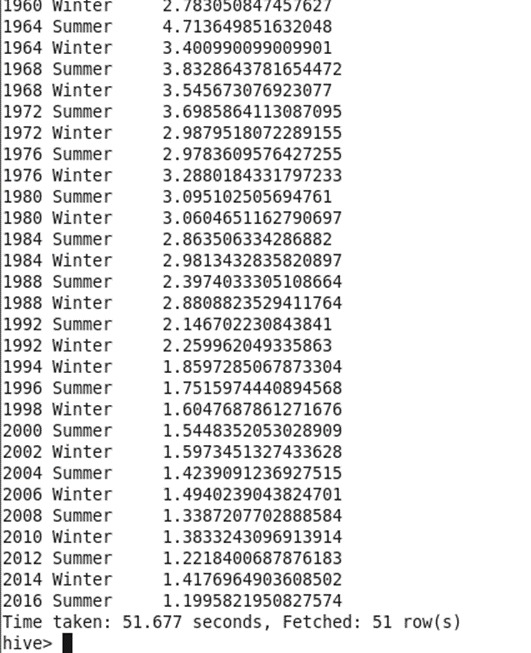 1960 Winter 2.783050847457627
1964 Summer 4.713649851632048
1964 Winter 3.400990099009901
1968 Summer 3.8328643781654472
1968 Winter 3.545673076923077
1972 Summer 3.6985864113087095
1972 Winter 2.9879518072289155
1976 Summer 2.9783609576427255
1976 Winter 3.2880184331797233
1980 Summer 3.095102505694761
1980 Winter 3.0604651162790697
1984 Summer 2.863506334286882
1984 Winter 2.9813432835820897
1988 Summer 2.3974033305108664
1988 Winter 2.8808823529411764
1992 Summer 2.146702230843841
1992 Winter 2.259962049335863
1994 Winter 1.8597285067873304
1996 Summer 1.7515974440894568
1998 Winter 1.6047687861271676
2000 Summer 1.5448352053028909
2002 Winter 1.5973451327433628
2004 Summer 1.4239091236927515
2006 Winter 1.4940239043824701
2008 Summer 1.3387207702888584
2010 Winter 1.3833243096913914
2012 Summer 1.2218400687876183
2014 Winter 1.4176964903608502
2016 Summer 1.1995821950827574
Time taken: 51.677 seconds, Fetched: 51 row(s)
hive>